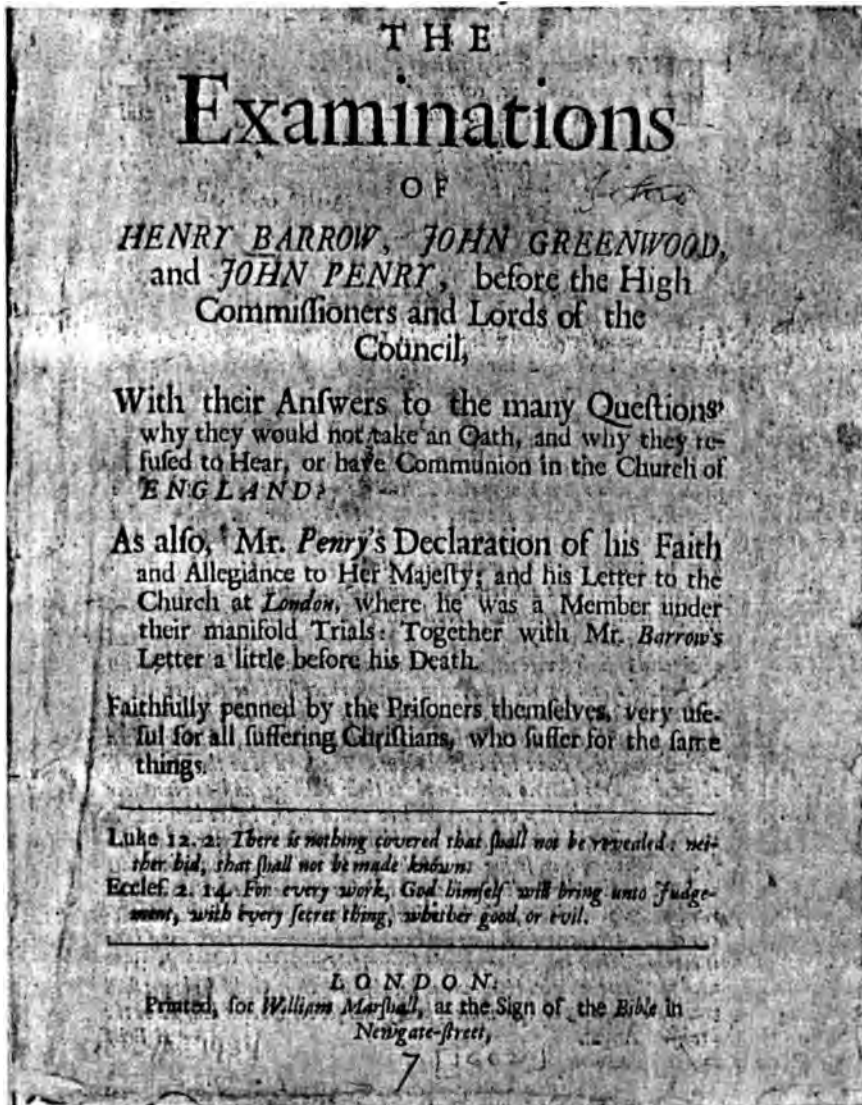 THE
Examinations
OF
HENRY BARROW, JOHN GREENWOOD,
and JOHN PENRY, before the High
Commiſſioners and Lords of the
Council,
With their Anſwers to the many Queſtions,
why they would not take an Oath, and why they re-
fuſed to Hear, or have Communion in the Church of
ENGLAND?
As alſo, Mr. Penry's Declaration of his Faith
and Allegiance to Her Majeſty; and his Letter to the
Church at London, where he was a Member under
their manifold Trials: Together with Mr. Barrow's
Letter a little before his Death.
Faithfully penned by the Priſoners themſelves, very uſe-
ful for all ſuffering Chriſtians, who ſuffer for the ſame
things.
Luke 12. 2. There is nothing covered that ſhall not be revealed: nei-
ther hid, that ſhall not be made known.
Eccleſ. 2. 14. For every work, God himſelf will bring unto Judge-
ment, with every ſecret thing, whether good, or evil.
LONDON:
Printed, for William Marſhall, at the Sign of the Bible in
Newgate-ſtreet,
7